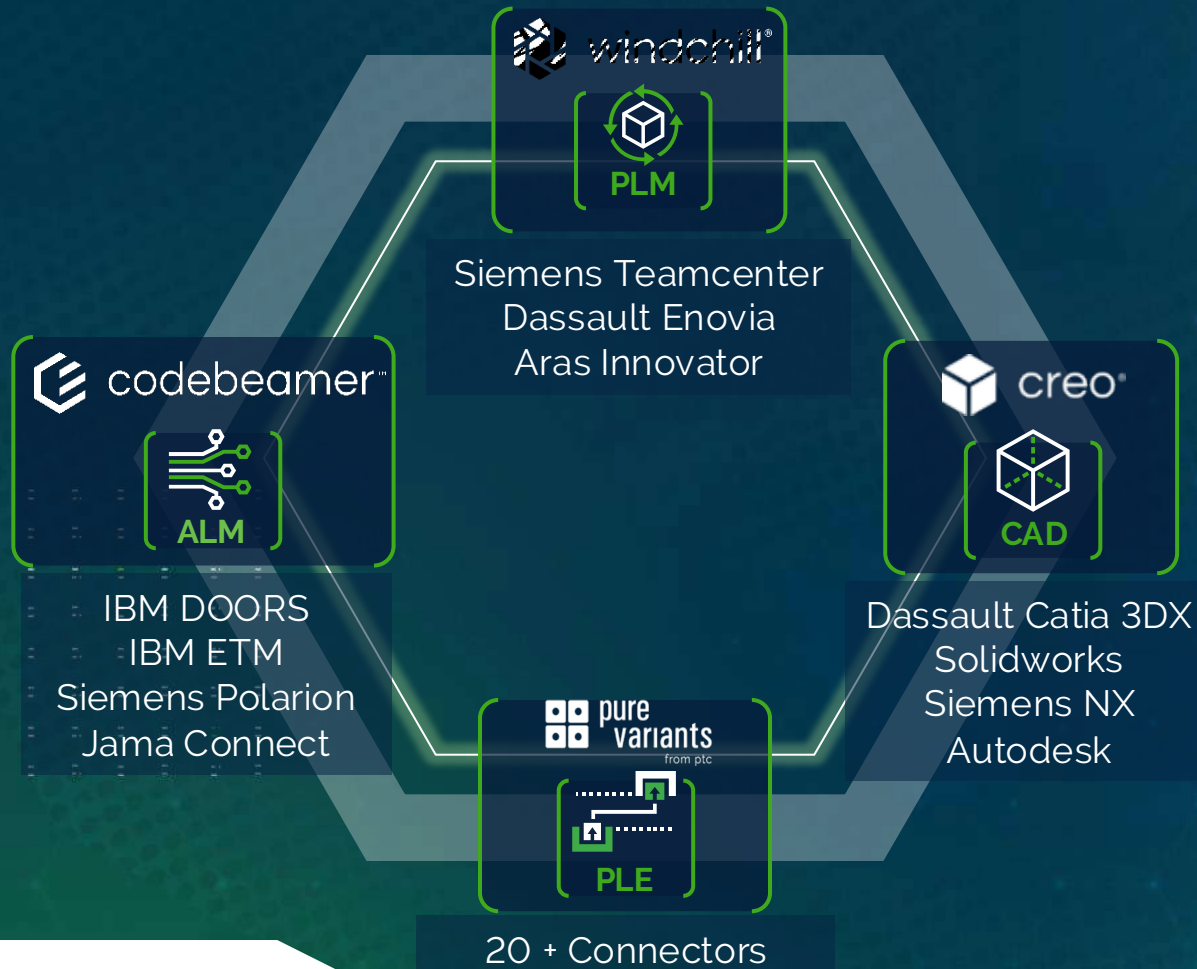 windchill®
PLM
Siemens Teamcenter
Dassault Enovia
Aras Innovator
codebeamer™
ALM
IBM DOORS
IBM ETM
Siemens Polarion
Jama Connect
creo®
CAD
Dassault Catia 3DX
Solidworks
Siemens NX
Autodesk
pure
variants
from ptc
PLE
20 + Connectors